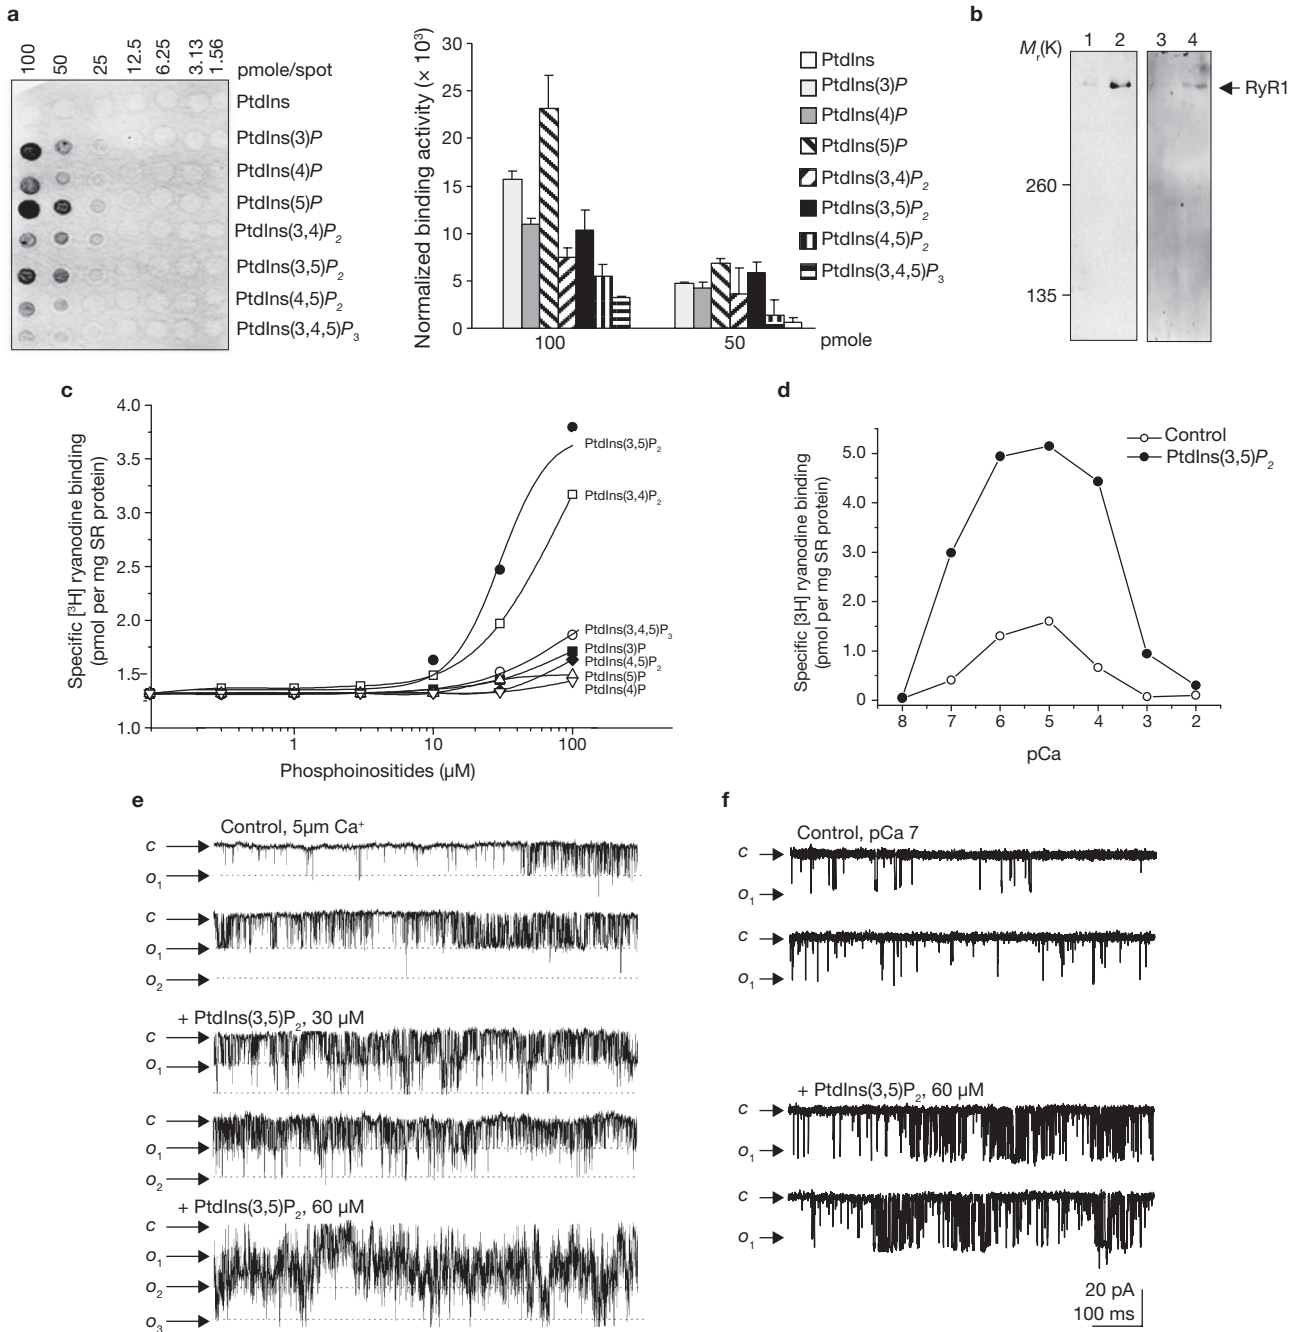 a
100 50 25 12.5 6.25 3.13 1.56
pmole/spot
PtdIns
PtdIns(3)P
PtdIns(4)P
PtdIns(5)P
PtdIns(3,4)P2
PtdIns(3,5)P2
PtdIns(4,5)P2
PtdIns(3,4,5)P3
Normalized binding activity (× 10³)
30
25
20
15
10
5
0
100 50 pmole
PtdIns
PtdIns(3)P
PtdIns(4)P
PtdIns(5)P
PtdIns(3,4)P2
PtdIns(3,5)P2
PtdIns(4,5)P2
PtdIns(3,4,5)P3
b
Mr(K) 1 2 3 4
RyR1
260
135
c
Specific [³H] ryanodine binding
(pmol per mg SR protein)
4.0
3.5
3.0
2.5
2.0
1.5
1.0
1 10 100
Phosphoinositides (µM)
PtdIns(3,5)P2
PtdIns(3,4)P2
PtdIns(3,4,5)P3
PtdIns(3)P
PtdIns(4,5)P2
PtdIns(5)P
PtdIns(4)P
d
Specific [3H] ryanodine binding
(pmol per mg SR protein)
5.0
4.0
3.0
2.0
1.0
0
8 7 6 5 4 3 2
pCa
Control
PtdIns(3,5)P2
e
Control, 5µm Ca⁺
c
o1
c
o1
o2
+ PtdIns(3,5)P2, 30 µM
c
o1
c
o1
o2
+ PtdIns(3,5)P2, 60 µM
c
o1
o2
o3
f
Control, pCa 7
c
o1
c
o1
+ PtdIns(3,5)P2, 60 µM
c
o1
c
o1
20 pA
100 ms